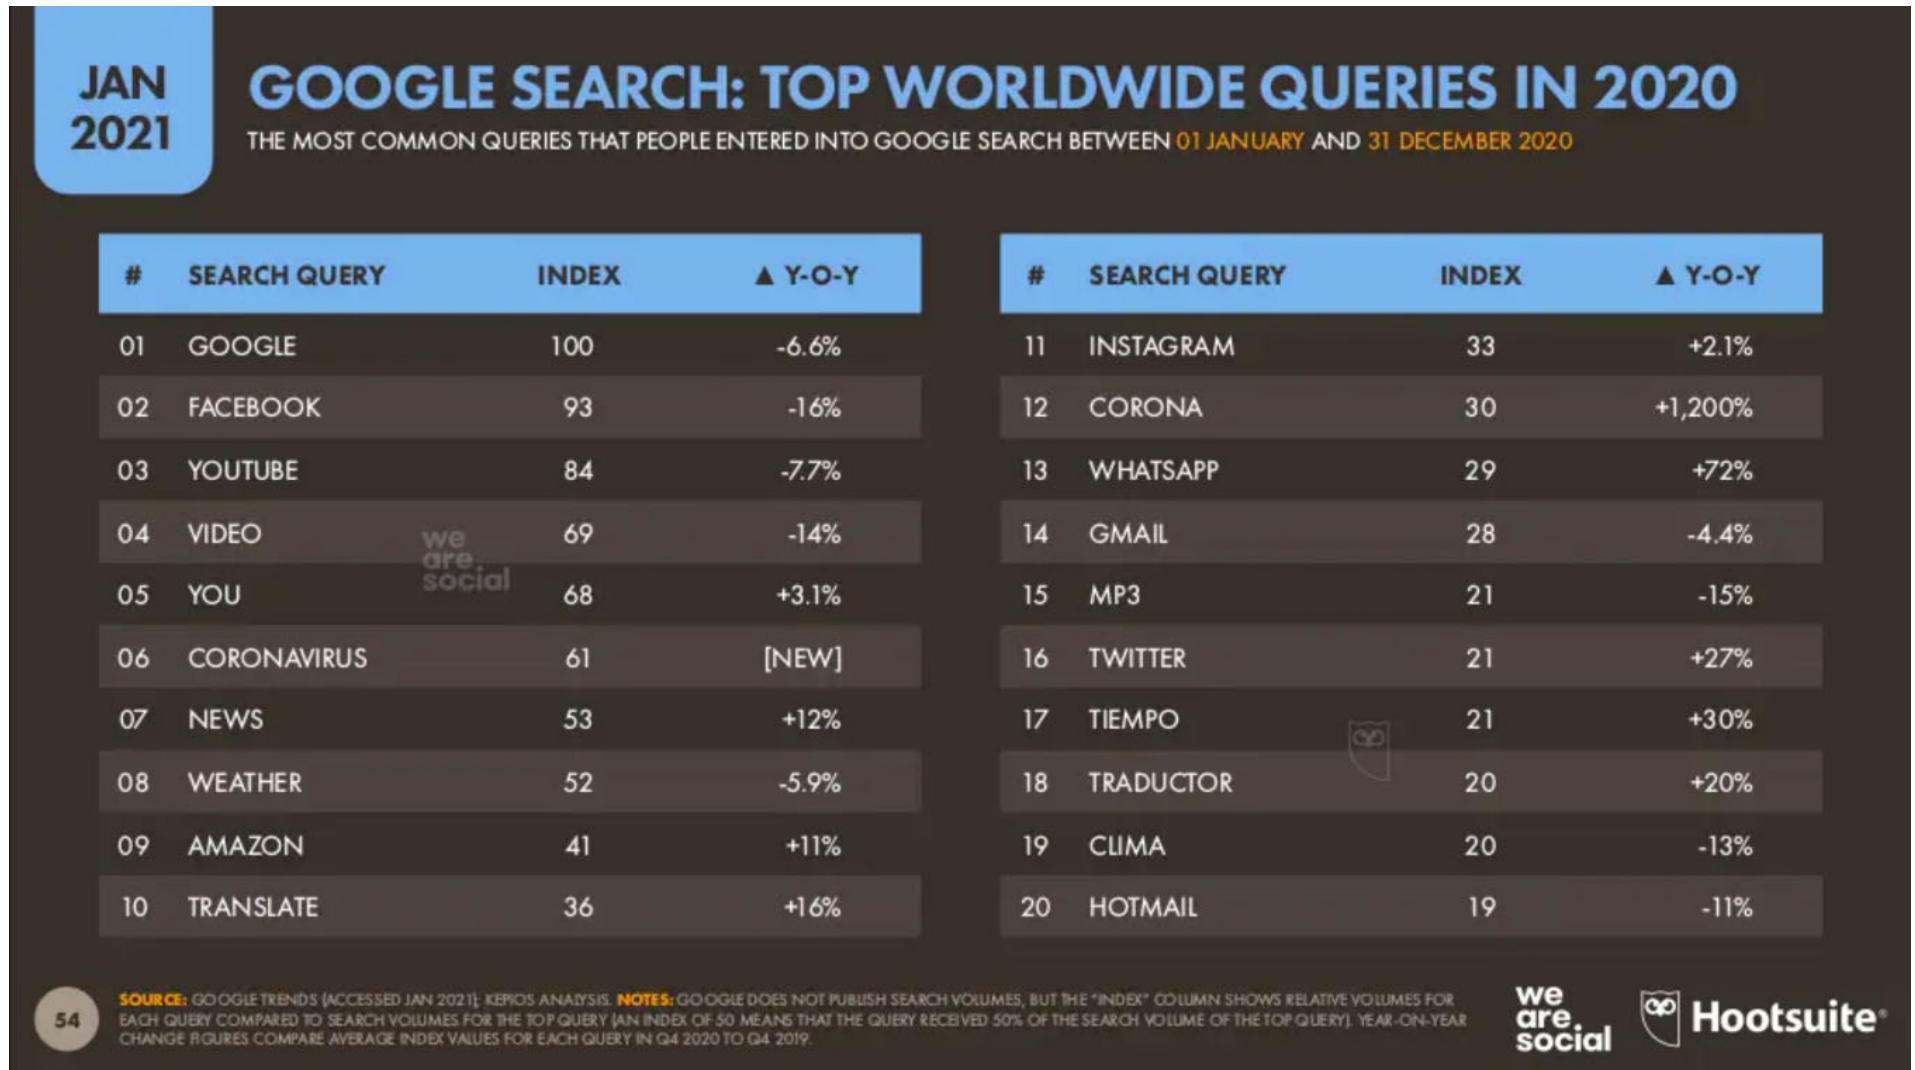 JAN
2021
GOOGLE SEARCH: TOP WORLDWIDE QUERIES IN 2020
THE MOST COMMON QUERIES THAT PEOPLE ENTERED INTO GOOGLE SEARCH BETWEEN 01 JANUARY AND 31 DECEMBER 2020
# SEARCH QUERY INDEX ▲ Y-O-Y
01 GOOGLE 100 -6.6%
02 FACEBOOK 93 -16%
03 YOUTUBE 84 -7.7%
04 VIDEO 69 -14%
05 YOU 68 +3.1%
06 CORONAVIRUS 61 [NEW]
07 NEWS 53 +12%
08 WEATHER 52 -5.9%
09 AMAZON 41 +11%
10 TRANSLATE 36 +16%
we
are.
social
# SEARCH QUERY INDEX ▲ Y-O-Y
11 INSTAGRAM 33 +2.1%
12 CORONA 30 +1,200%
13 WHATSAPP 29 +72%
14 GMAIL 28 -4.4%
15 MP3 21 -15%
16 TWITTER 21 +27%
17 TIEMPO 21 +30%
18 TRADUCTOR 20 +20%
19 CLIMA 20 -13%
20 HOTMAIL 19 -11%
54
SOURCE: GOOGLE TRENDS (ACCESSED JAN 2021); KEPIOS ANALYSIS. NOTES: GOOGLE DOES NOT PUBLISH SEARCH VOLUMES, BUT THE "INDEX" COLUMN SHOWS RELATIVE VOLUMES FOR
EACH QUERY COMPARED TO SEARCH VOLUMES FOR THE TOP QUERY (AN INDEX OF 50 MEANS THAT THE QUERY RECEIVED 50% OF THE SEARCH VOLUME OF THE TOP QUERY). YEAR-ON-YEAR
CHANGE FIGURES COMPARE AVERAGE INDEX VALUES FOR EACH QUERY IN Q4 2020 TO Q4 2019.
we
are.
social
Hootsuite®